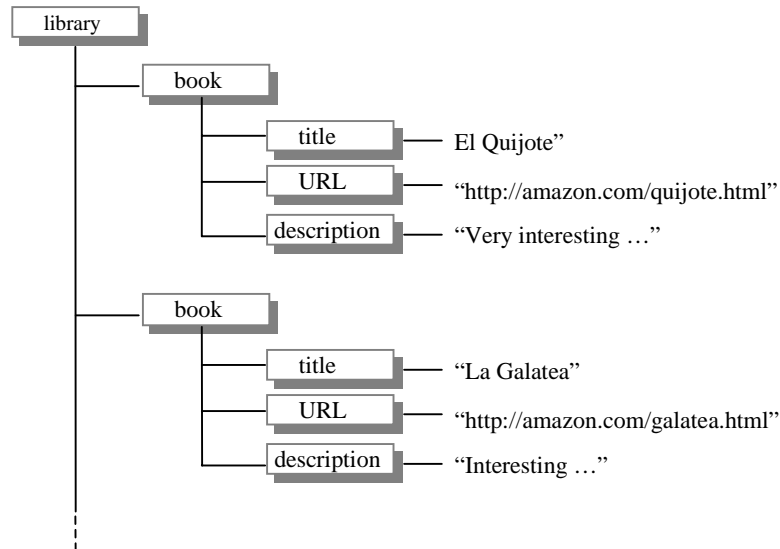 library
book
title El Quijote”
URL “http://amazon.com/quijote.html”
description “Very interesting …”
book
title “La Galatea”
URL “http://amazon.com/galatea.html”
description “Interesting …”